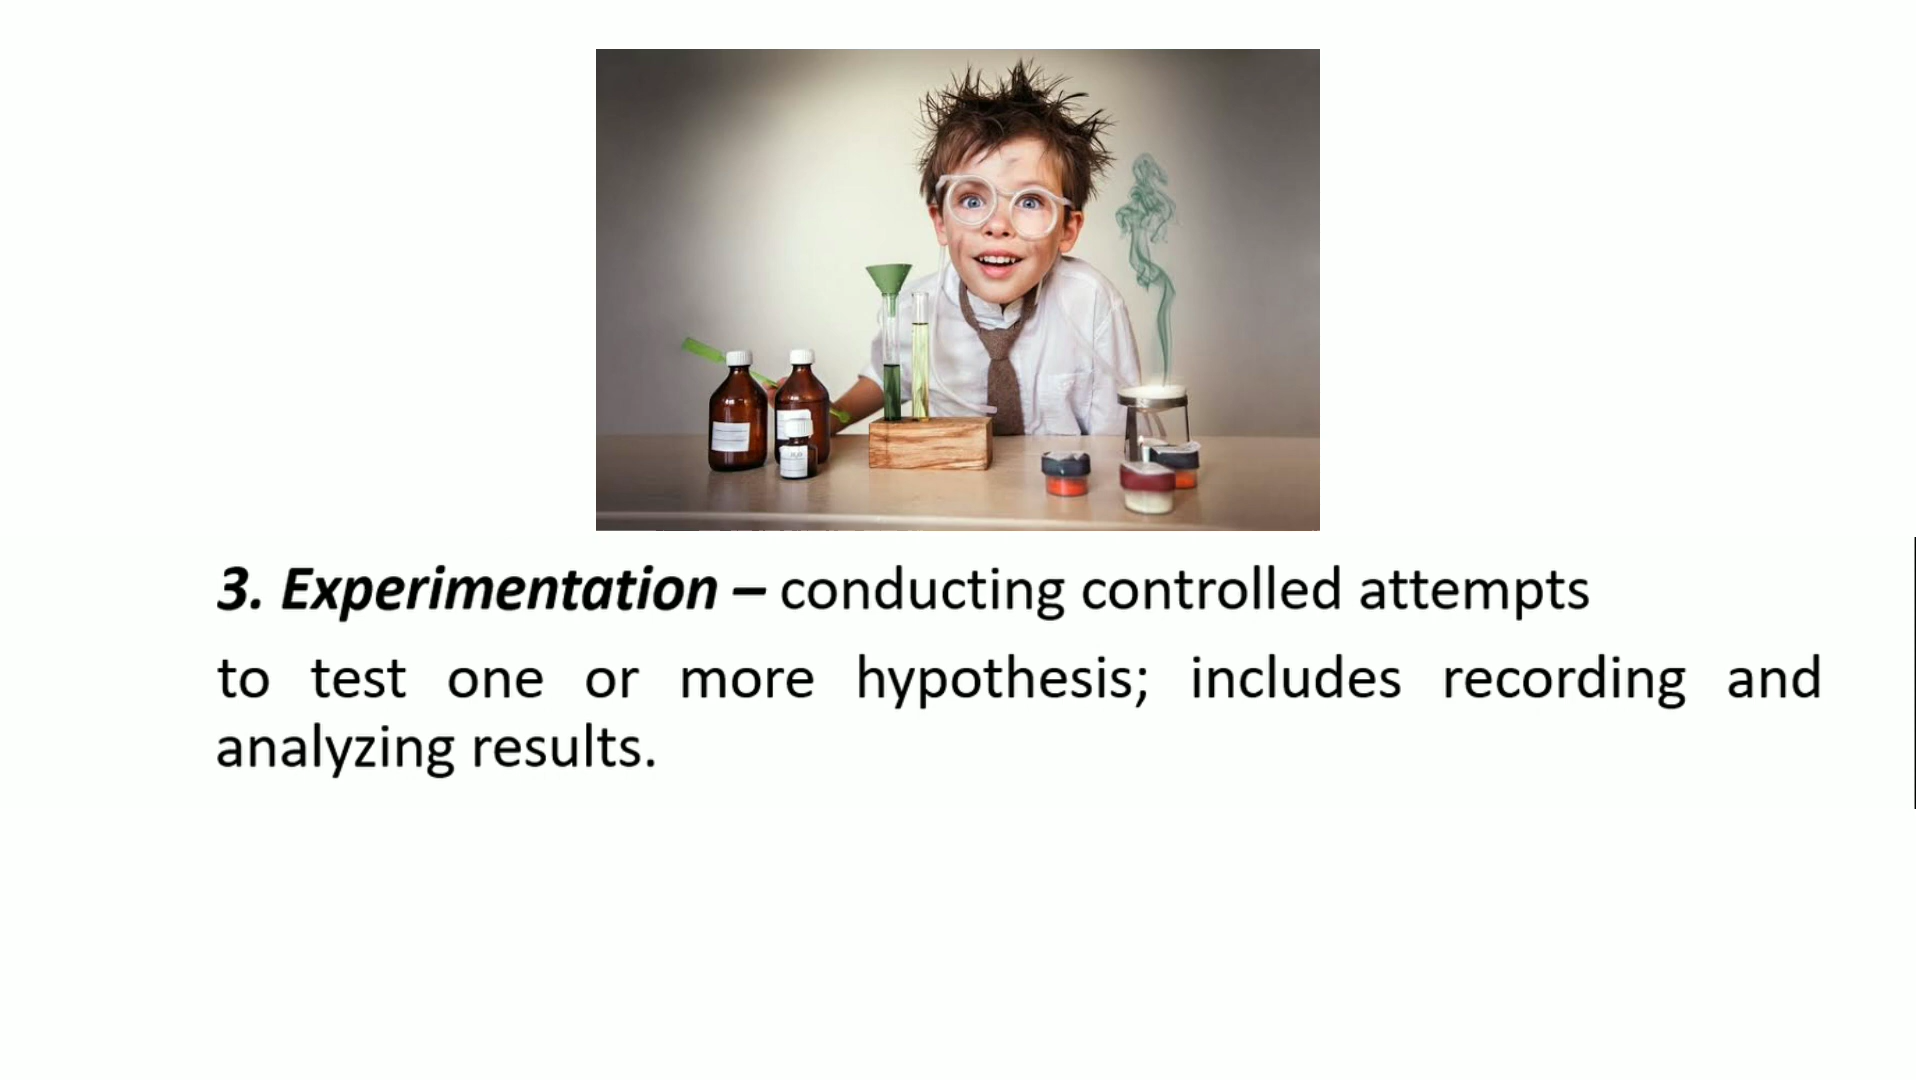 3. Experimentation – conducting controlled attempts
to test one or more hypothesis; includes recording and
analyzing results.